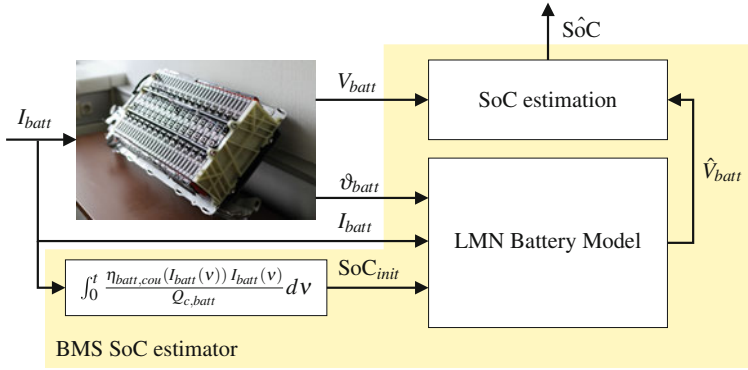 SôC
V_batt
SoC estimation
I_batt
V̂_batt
ϑ_batt
I_batt
LMN Battery Model
∫_0^t η_batt,cou(I_batt(ν)) I_batt(ν) / Q_c,batt dν
SoC_init
BMS SoC estimator